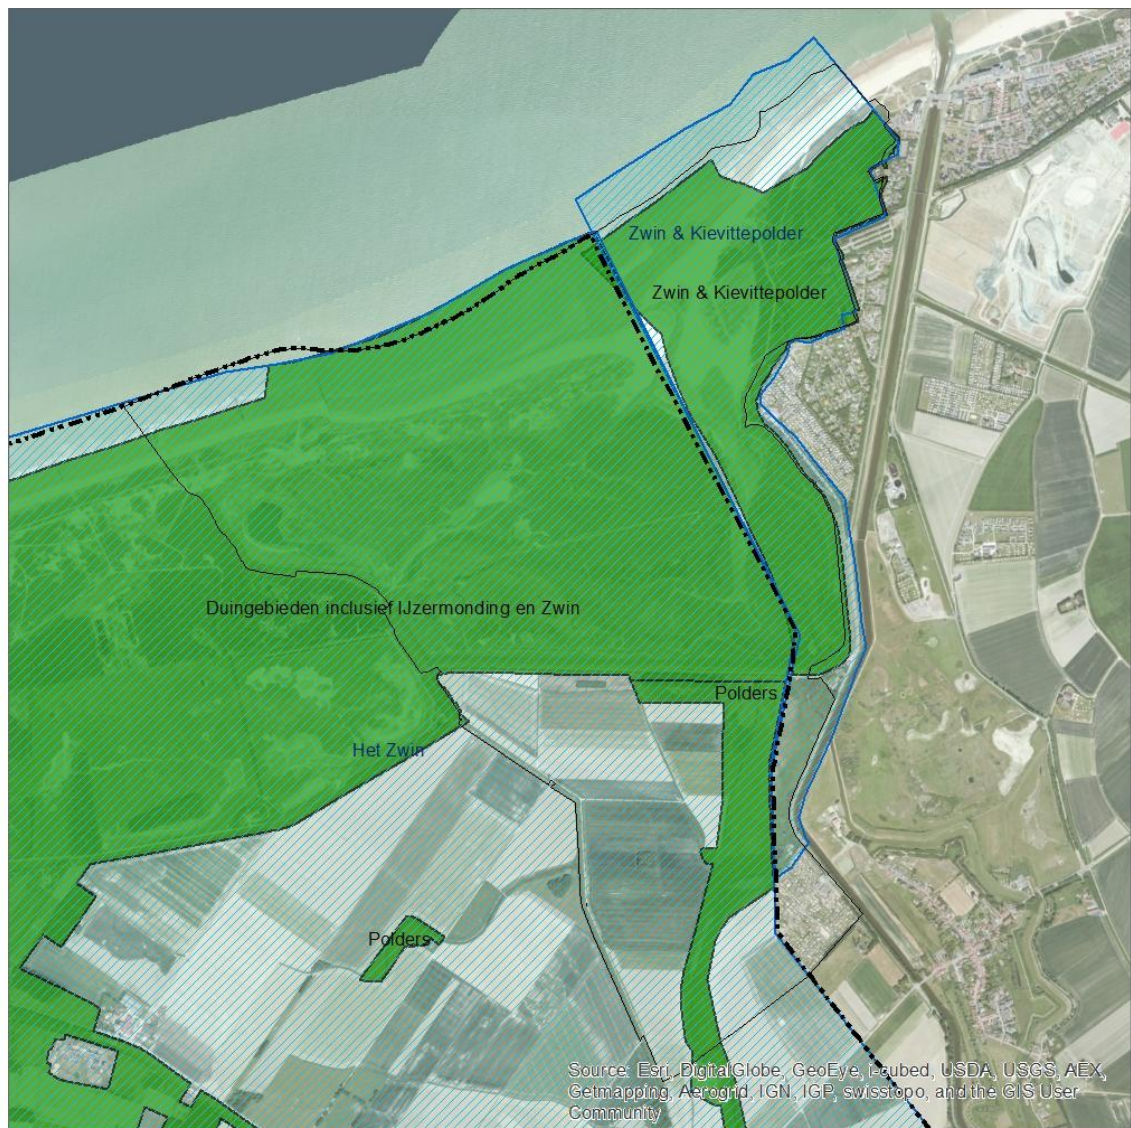 Zwin & Kievittepolder
Zwin & Kievittepolder
Duingebieden inclusief IJzermonding en Zwin
Polders
Het Zwin
Polders
Source: Esri, DigitalGlobe, GeoEye, i-cubed, USDA, USGS, AEX,
Getmapping, Aerogrid, IGN, IGP, swisstopo, and the GIS User
Community